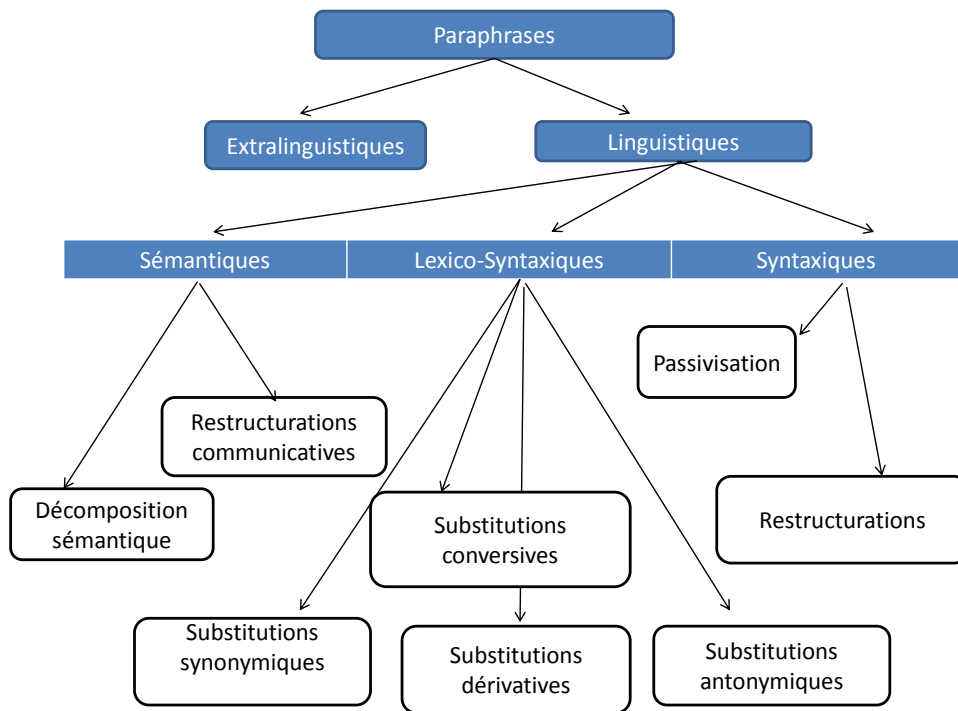 Paraphrases
Extralinguistiques
Linguistiques
Sémantiques
Lexico-Syntaxiques
Syntaxiques
Passivisation
Restructurations
communicatives
Décomposition
sémantique
Substitutions
conversives
Restructurations
Substitutions
synonymiques
Substitutions
dérivatives
Substitutions
antonymiques